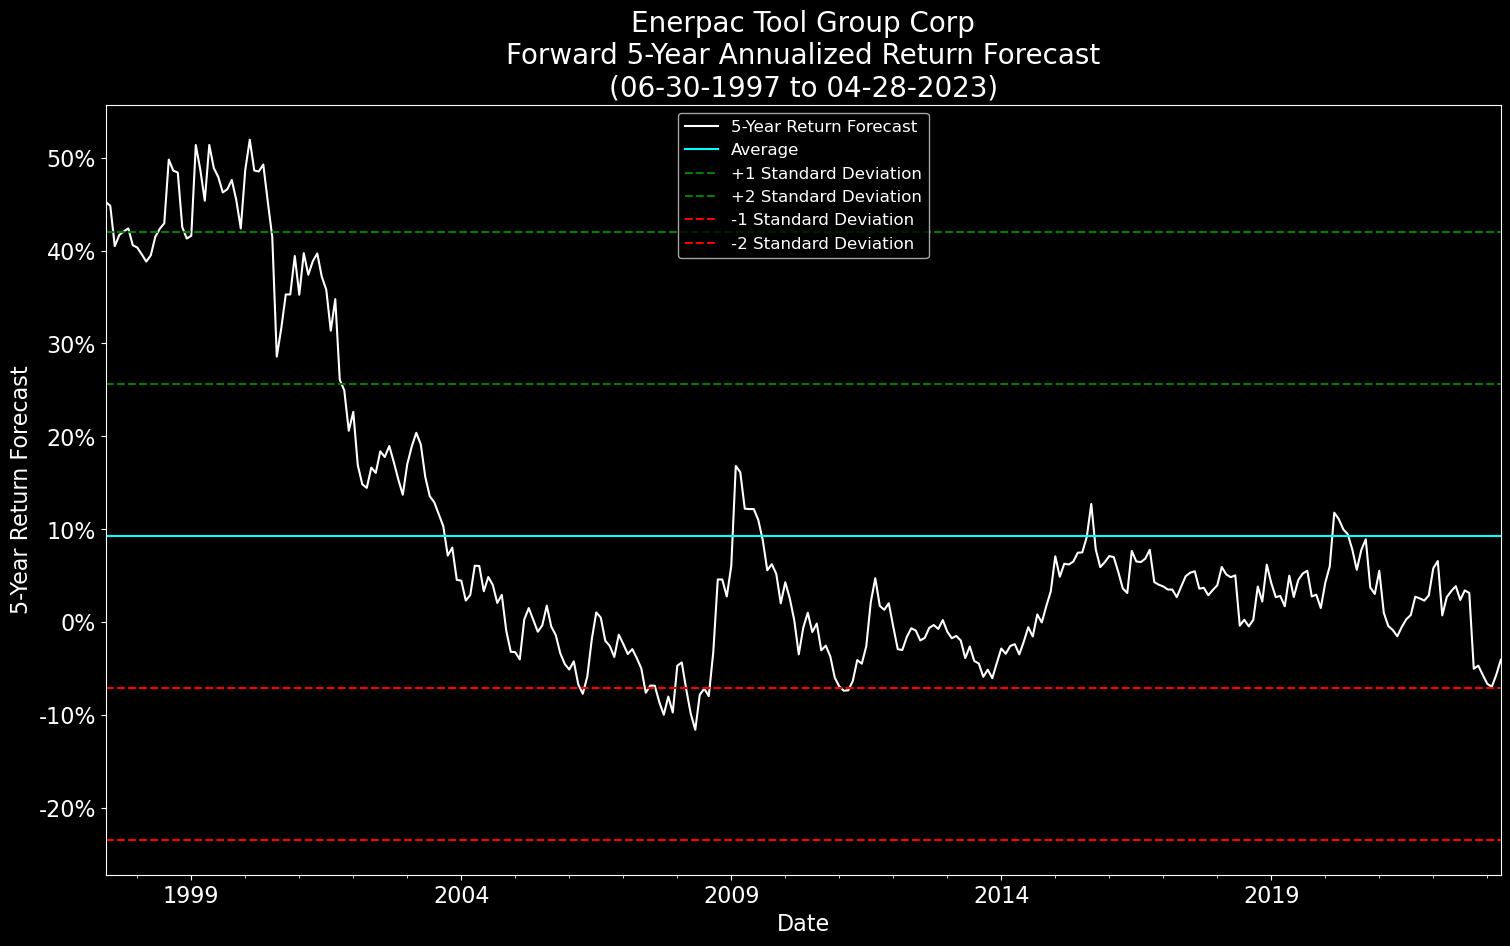 Enerpac Tool Group Corp
Forward 5-Year Annualized Return Forecast
(06-30-1997 to 04-28-2023)
5-Year Return Forecast
Average
+1 Standard Deviation
+2 Standard Deviation
-1 Standard Deviation
-2 Standard Deviation
5-Year Return Forecast
50%
40%
30%
20%
10%
0%
-10%
-20%
1999
2004
2009
2014
2019
Date